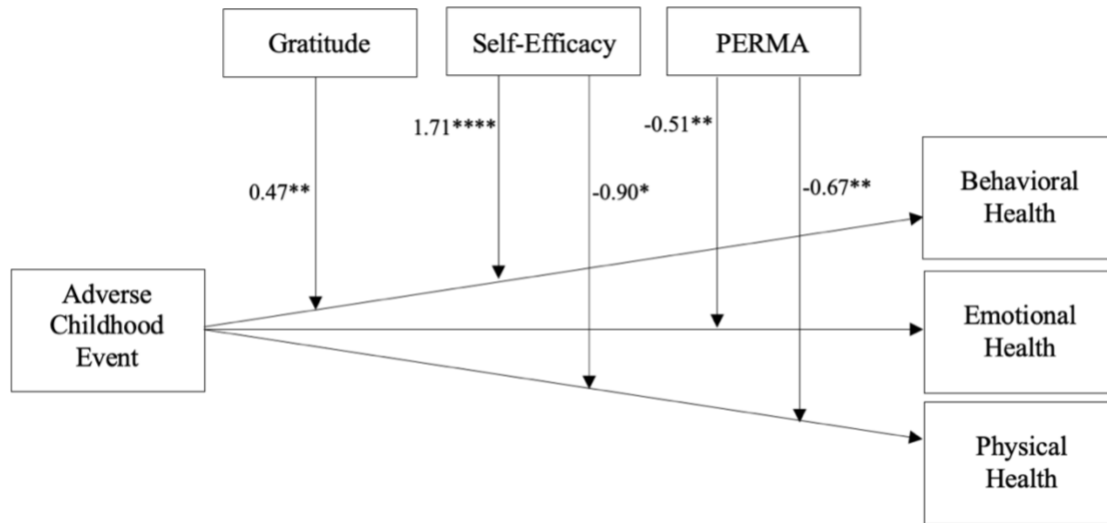 Gratitude
Self-Efficacy
PERMA
1.71****
-0.51**
0.47**
-0.90*
-0.67**
Behavioral
Health
Adverse
Childhood
Event
Emotional
Health
Physical
Health